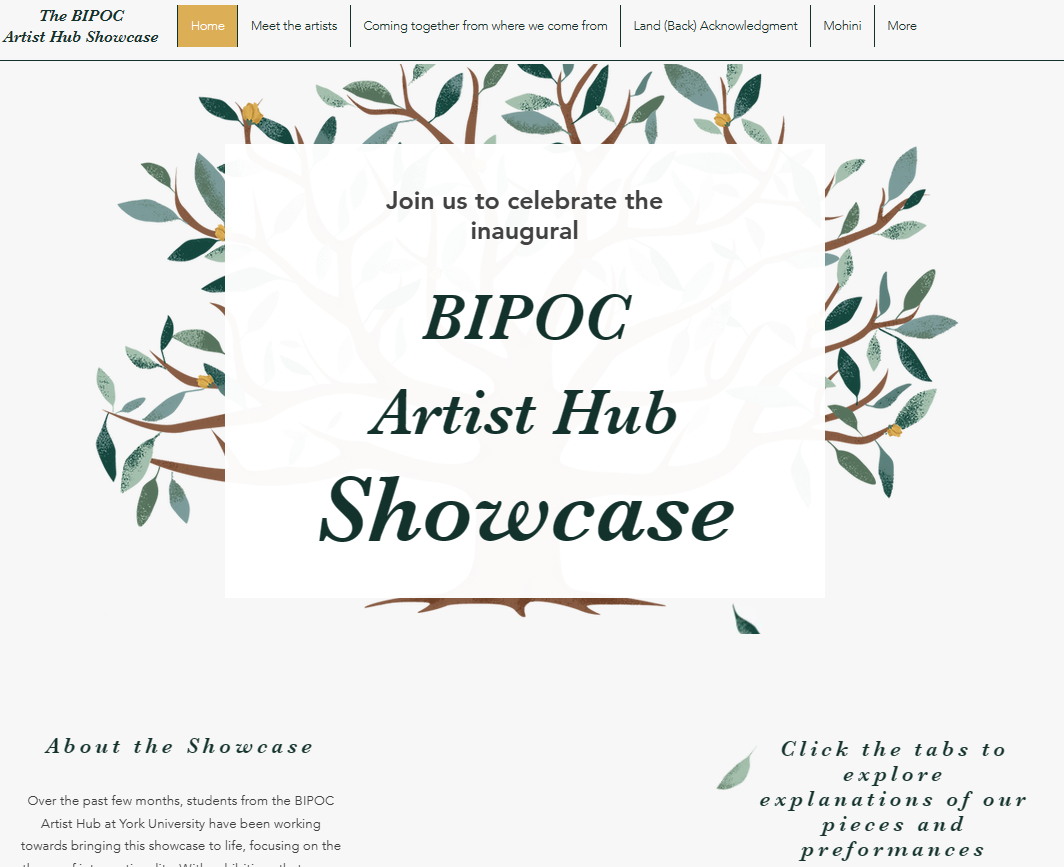 The BIPOC
Artist Hub Showcase
Home
Meet the artists
Coming together from where we come from
Land (Back) Acknowledgment
Mohini
More
Join us to celebrate the
inaugural
BIPOC
Artist Hub
Showcase
About the Showcase
Over the past few months, students from the BIPOC
Artist Hub at York University have been working
towards bringing this showcase to life, focusing on the
Click the tabs to
explore
explanations of our
pieces and
preformances